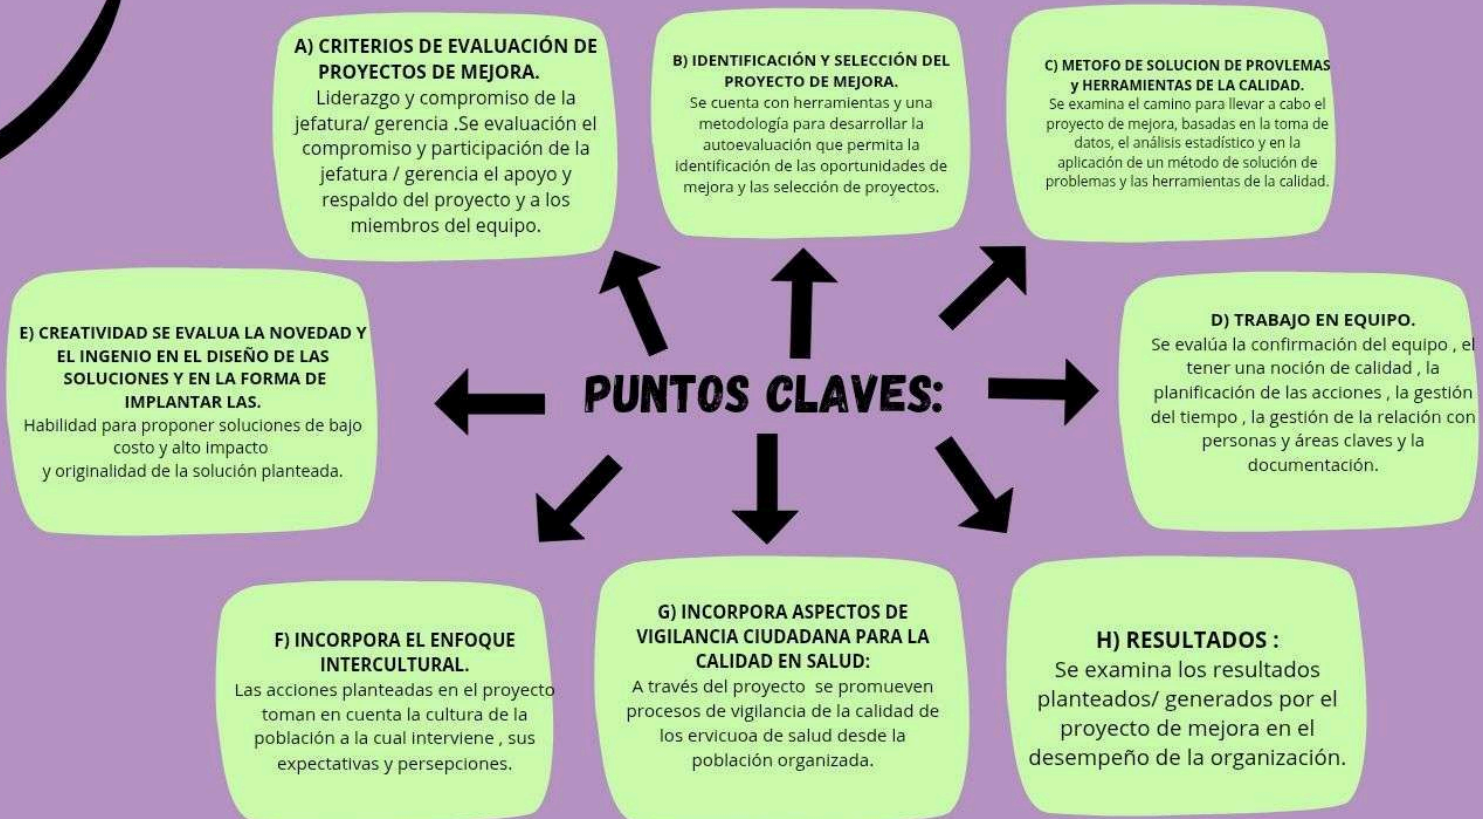 A) CRITERIOS DE EVALUACIÓN DE
PROYECTOS DE MEJORA.
Liderazgo y compromiso de la
jefatura/ gerencia .Se evaluación el
compromiso y participación de la
jefatura / gerencia el apoyo y
respaldo del proyecto y a los
miembros del equipo.
B) IDENTIFICACIÓN Y SELECCIÓN DEL
PROYECTO DE MEJORA.
Se cuenta con herramientas y una
metodología para desarrollar la
autoevaluación que permita la
identificación de las oportunidades de
mejora y las selección de proyectos.
C) METOFO DE SOLUCION DE PROVLEMAS
y HERRAMIENTAS DE LA CALIDAD.
Se examina el camino para llevar a cabo el
proyecto de mejora, basadas en la toma de
datos, el análisis estadístico y en la
aplicación de un método de solución de
problemas y las herramientas de la calidad.
E) CREATIVIDAD SE EVALUA LA NOVEDAD Y
EL INGENIO EN EL DISEÑO DE LAS
SOLUCIONES Y EN LA FORMA DE
IMPLANTAR LAS.
Habilidad para proponer soluciones de bajo
costo y alto impacto
y originalidad de la solución planteada.
PUNTOS CLAVES:
D) TRABAJO EN EQUIPO.
Se evalúa la confirmación del equipo , el
tener una noción de calidad , la
planificación de las acciones , la gestión
del tiempo , la gestión de la relación con
personas y áreas claves y la
documentación.
F) INCORPORA EL ENFOQUE
INTERCULTURAL.
Las acciones planteadas en el proyecto
toman en cuenta la cultura de la
población a la cual interviene , sus
expectativas y persepciones.
G) INCORPORA ASPECTOS DE
VIGILANCIA CIUDADANA PARA LA
CALIDAD EN SALUD:
A través del proyecto se promueven
procesos de vigilancia de la calidad de
los ervicuoa de salud desde la
población organizada.
H) RESULTADOS :
Se examina los resultados
planteados/ generados por el
proyecto de mejora en el
desempeño de la organización.